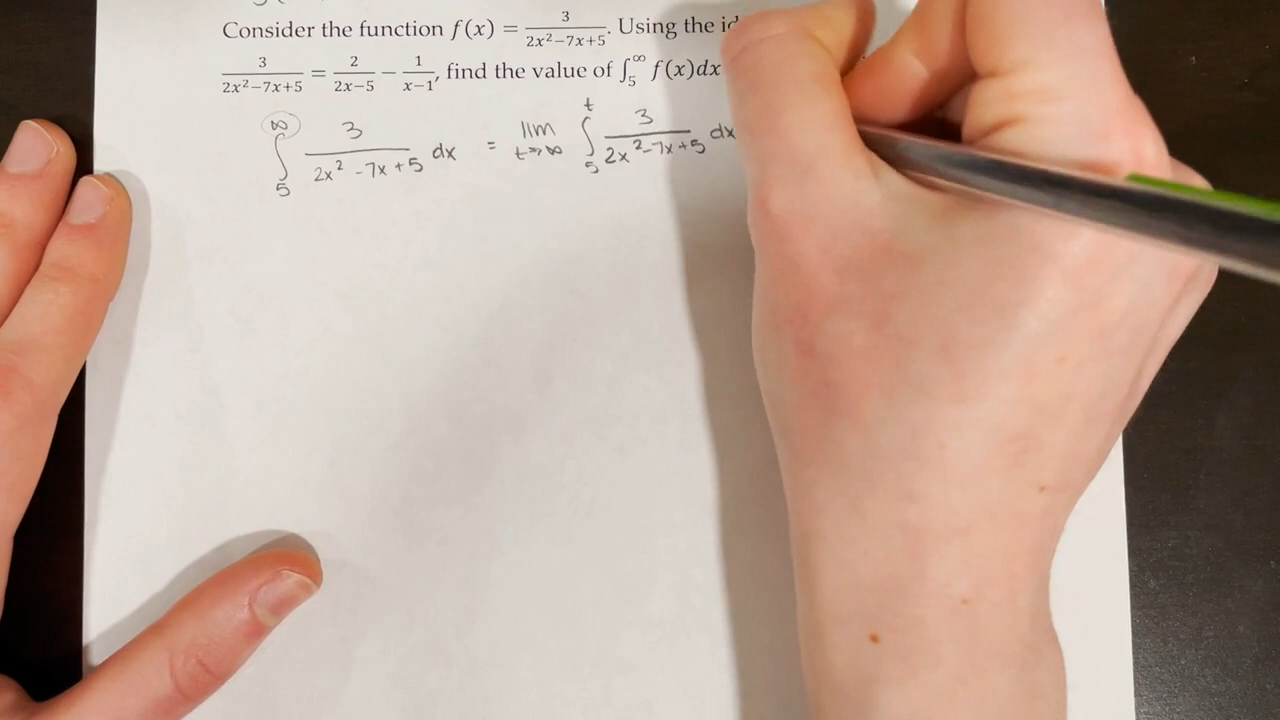 Consider the function f(x) = 3/(2x²−7x+5). Using the
3/(2x²−7x+5) = 2/(2x−5) − 1/(x−1), find the value of ∫₅^∞ f(x)dx
∫₅^∞ 3/(2x² −7x+5) dx = lim t→∞ ∫₅^t 3/(2x²−7x+5) dx